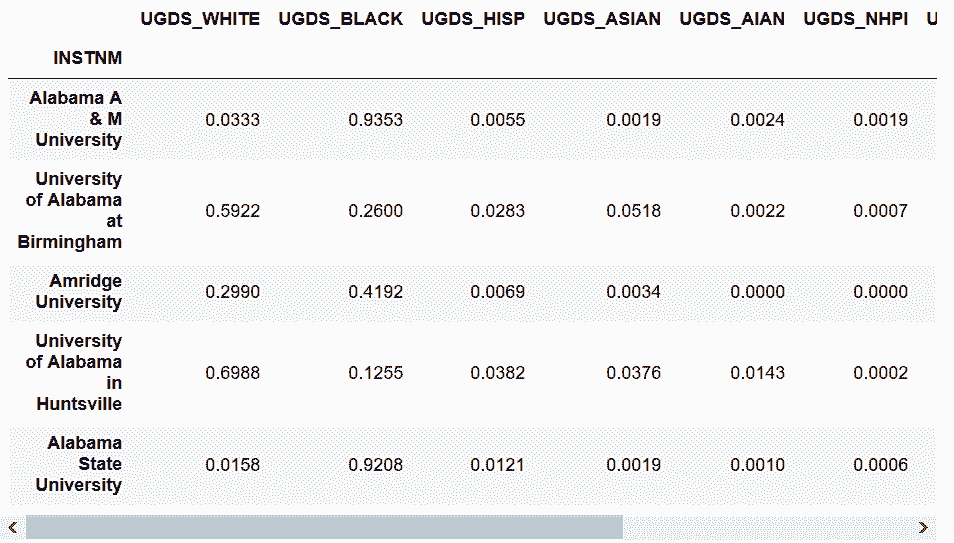 UGDS_WHITE UGDS_BLACK UGDS_HISP UGDS_ASIAN UGDS_AIAN UGDS_NHPI U
INSTNM
Alabama A
& M
University
0.0333 0.9353 0.0055 0.0019 0.0024 0.0019
University
of Alabama
at
Birmingham
0.5922 0.2600 0.0283 0.0518 0.0022 0.0007
Amridge
University
0.2990 0.4192 0.0069 0.0034 0.0000 0.0000
University
of Alabama
in
Huntsville
0.6988 0.1255 0.0382 0.0376 0.0143 0.0002
Alabama
State
University
0.0158 0.9208 0.0121 0.0019 0.0010 0.0006